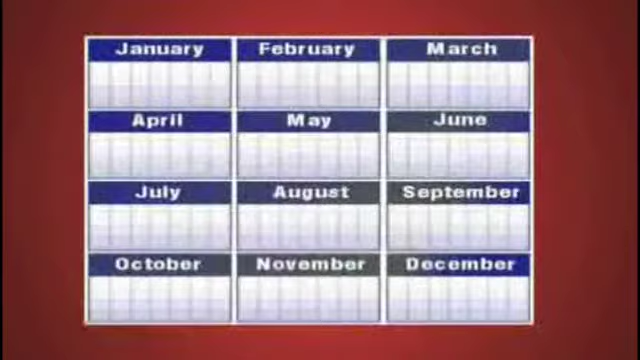 January February March
April May June
July August September
October November December